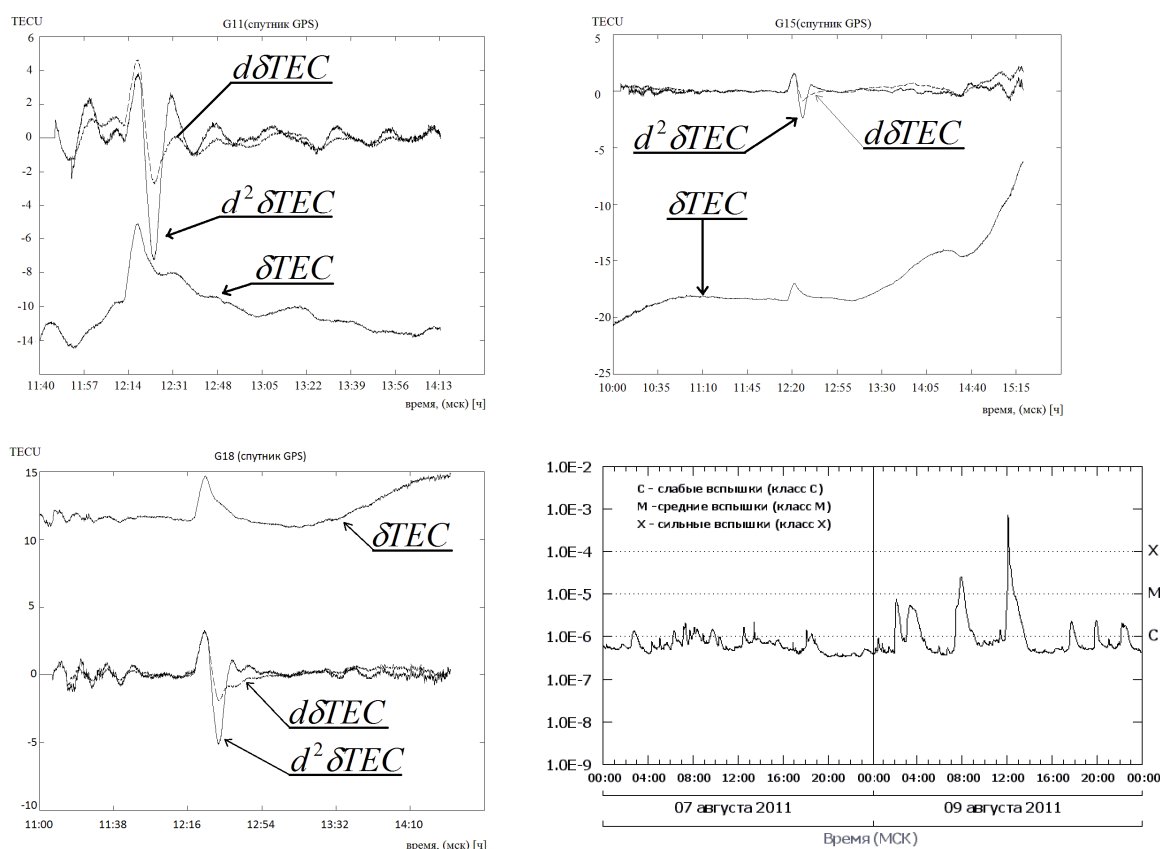 TECU
G11(спутник GPS)
6
4
2
0
-2
-4
-6
-8
-10
-14
dδTEC
d² δTEC
δTEC
11:40 11:57 12:14 12:31 12:48 13:05 13:22 13:39 13:56 14:13
время, (мск) [ч]
TECU
G15(спутник GPS)
5
0
-5
-10
-15
-20
-25
d² δTEC
dδTEC
δTEC
10:00 10:35 11:10 11:45 12:20 12:55 13:30 14:05 14:40 15:15
время, (мск) [ч]
TECU
G18 (спутник GPS)
15
10
5
0
-5
-10
δTEC
dδTEC
d² δTEC
11:00 11:38 12:16 12:54 13:32 14:10
время, (мск) [ч]
1.0E-2
1.0E-3
1.0E-4
1.0E-5
1.0E-6
1.0E-7
1.0E-8
1.0E-9
C - слабые вспышки (класс C)
M -средние вспышки (класс M)
X - сильные вспышки (класс X)
X
M
C
00:00 04:00 08:00 12:00 16:00 20:00 00:00 04:00 08:00 12:00 16:00 20:00 00:00
07 августа 2011 09 августа 2011
Время (МСК)